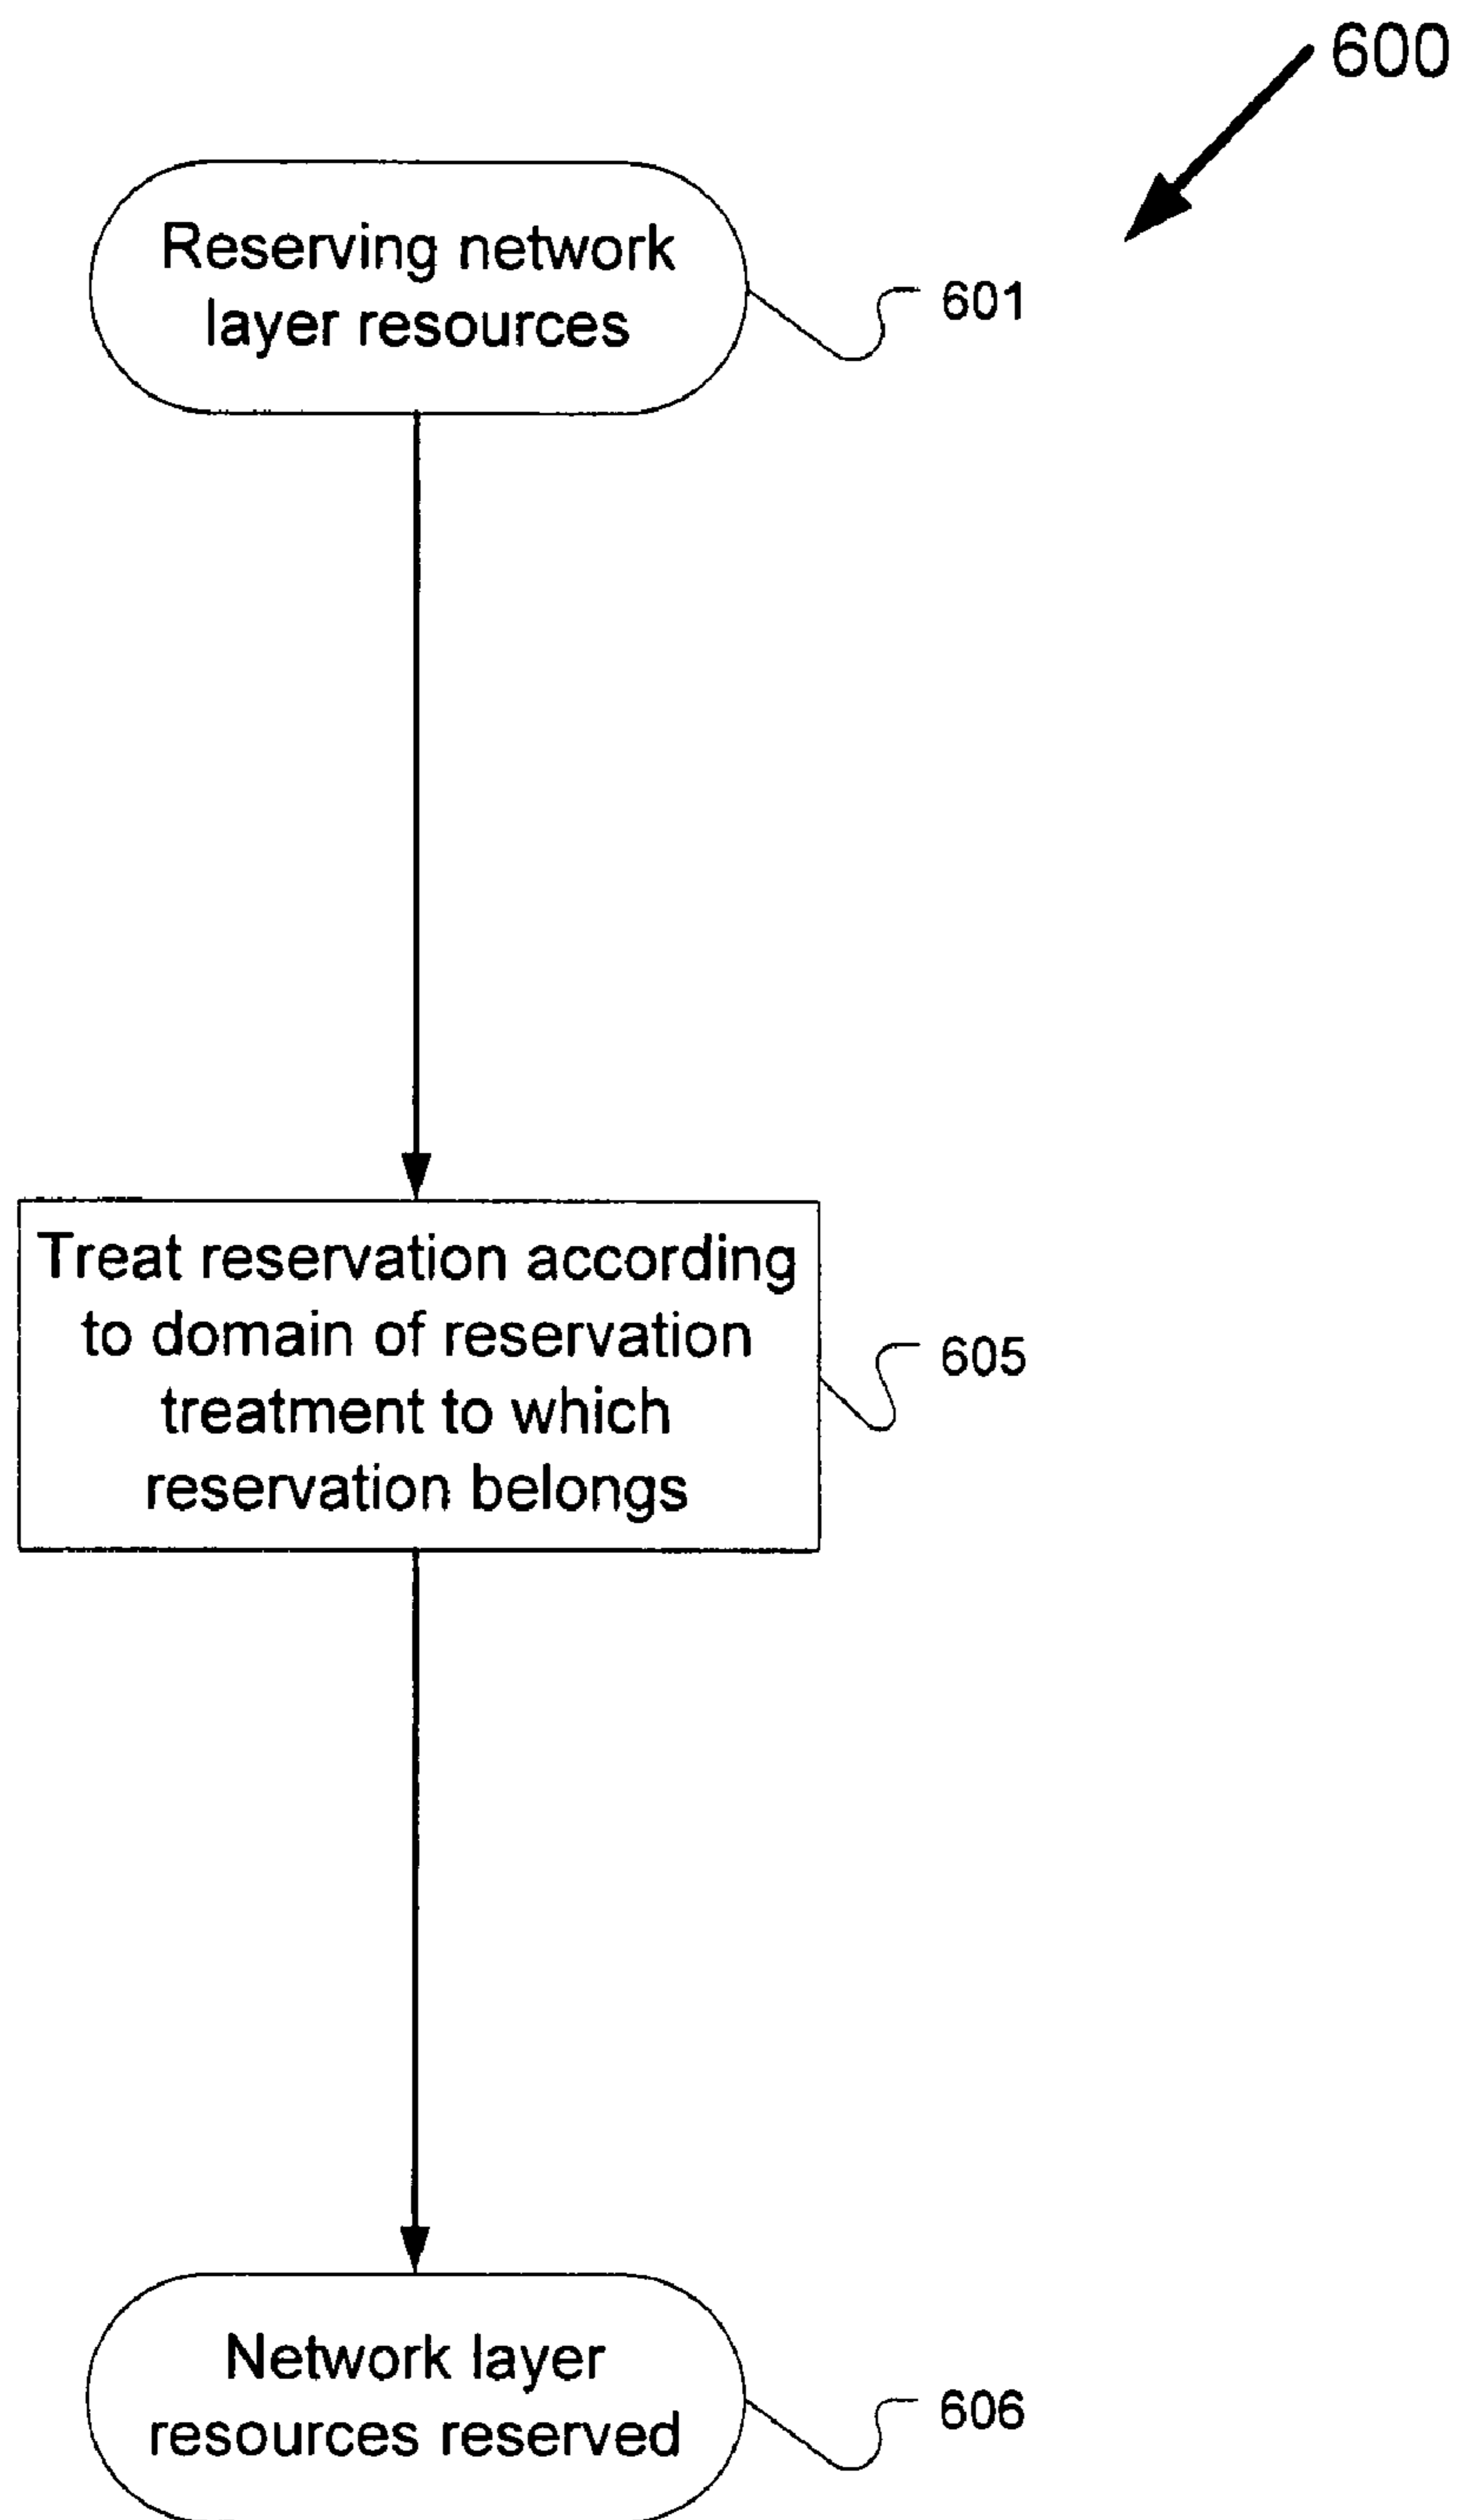 600
Reserving network
layer resources
601
Treat reservation according
to domain of reservation
treatment to which
reservation belongs
605
Network layer
resources reserved
606